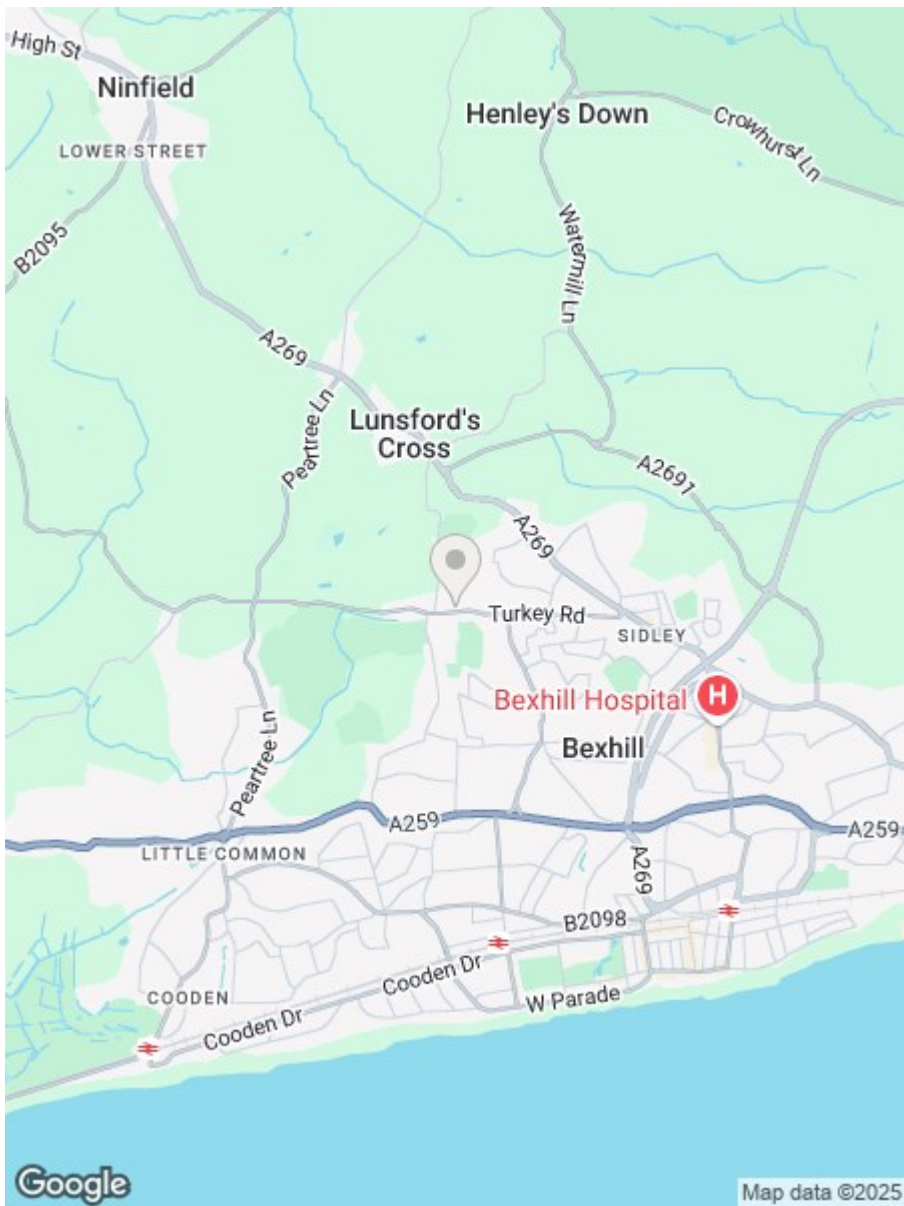 High St
Ninfield
LOWER STREET
Henley's Down
Crowhurst Ln
B2095
Watermill Ln
A269
Peartree Ln
Lunsford's
Cross
A2691
A269
Turkey Rd
SIDLEY
Bexhill Hospital
H
Bexhill
Peartree Ln
A259
A259
LITTLE COMMON
A269
B2098
Cooden Dr
COODEN
W Parade
Cooden Dr
Google
Map data ©2025